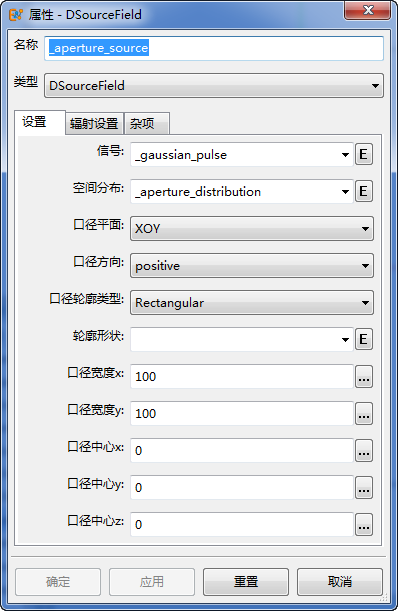 属性 - DSourceField
名称 _aperture_source
类型 DSourceField
设置 辐射设置 杂项
信号: _gaussian_pulse E
空间分布: _aperture_distribution E
口径平面: XOY
口径方向: positive
口径轮廓类型: Rectangular
轮廓形状: E
口径宽度x: 100 ...
口径宽度y: 100 ...
口径中心x: 0 ...
口径中心y: 0 ...
口径中心z: 0 ...
确定 应用 重置 取消